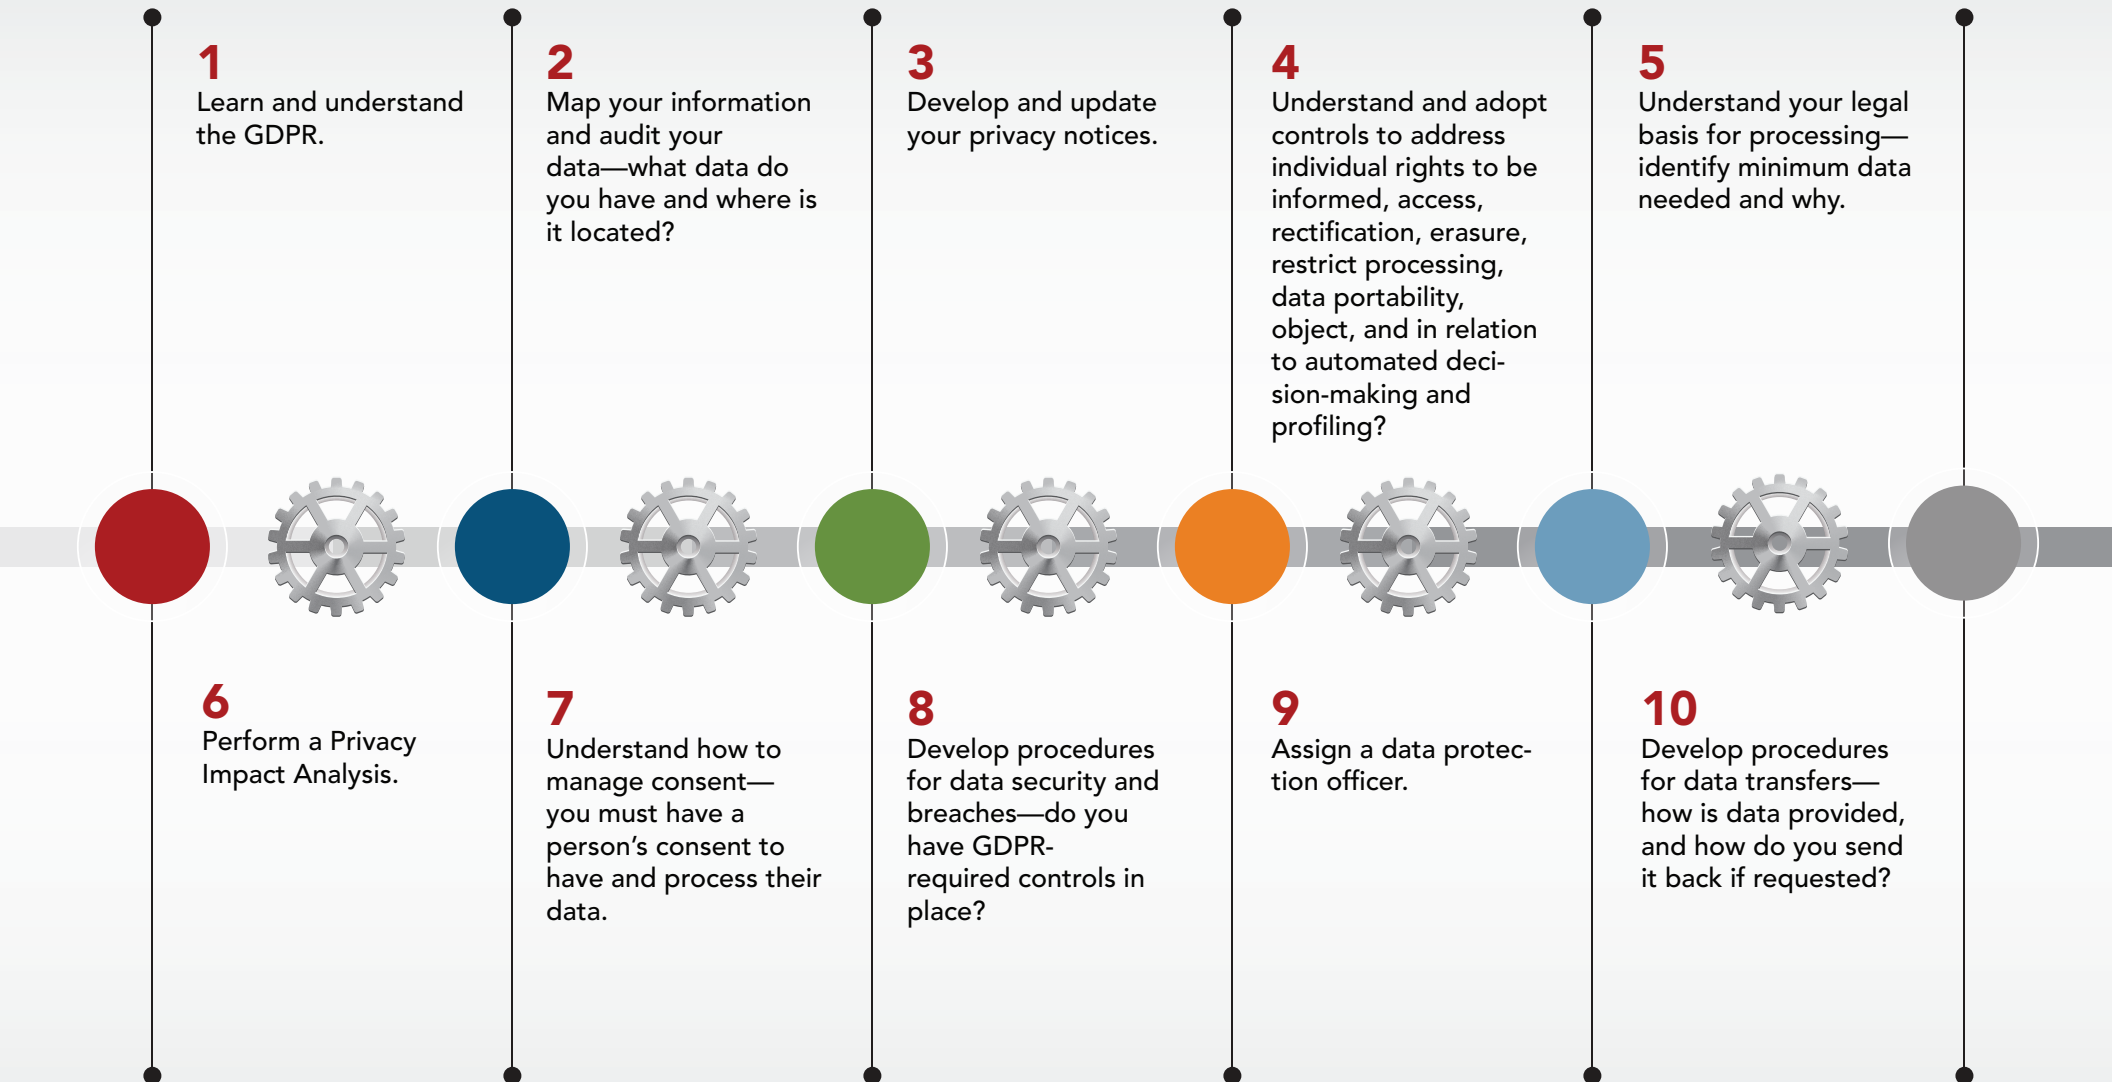 1
Learn and understand
the GDPR.
2
Map your information
and audit your
data—what data do
you have and where is
it located?
3
Develop and update
your privacy notices.
4
Understand and adopt
controls to address
individual rights to be
informed, access,
rectification, erasure,
restrict processing,
data portability,
object, and in relation
to automated deci-
sion-making and
profiling?
5
Understand your legal
basis for processing—
identify minimum data
needed and why.
6
Perform a Privacy
Impact Analysis.
7
Understand how to
manage consent—
you must have a
person’s consent to
have and process their
data.
8
Develop procedures
for data security and
breaches—do you
have GDPR-
required controls in
place?
9
Assign a data protec-
tion officer.
10
Develop procedures
for data transfers—
how is data provided,
and how do you send
it back if requested?